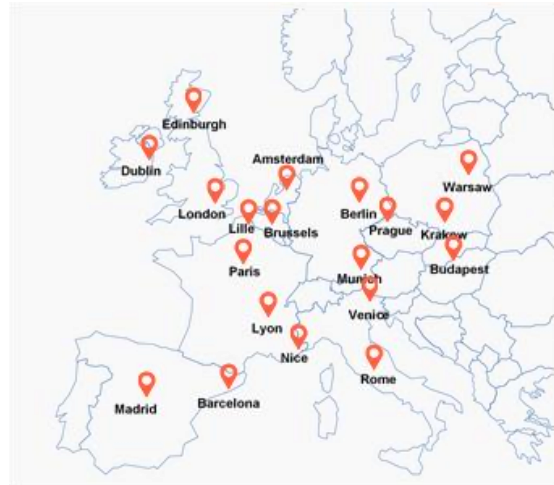 Edinburgh
Dublin
Amsterdam
Warsaw
London
Lille
Brussels
Berlin
Prague
Krakow
Paris
Munich
Budapest
Lyon
Venice
Nice
Rome
Madrid
Barcelona